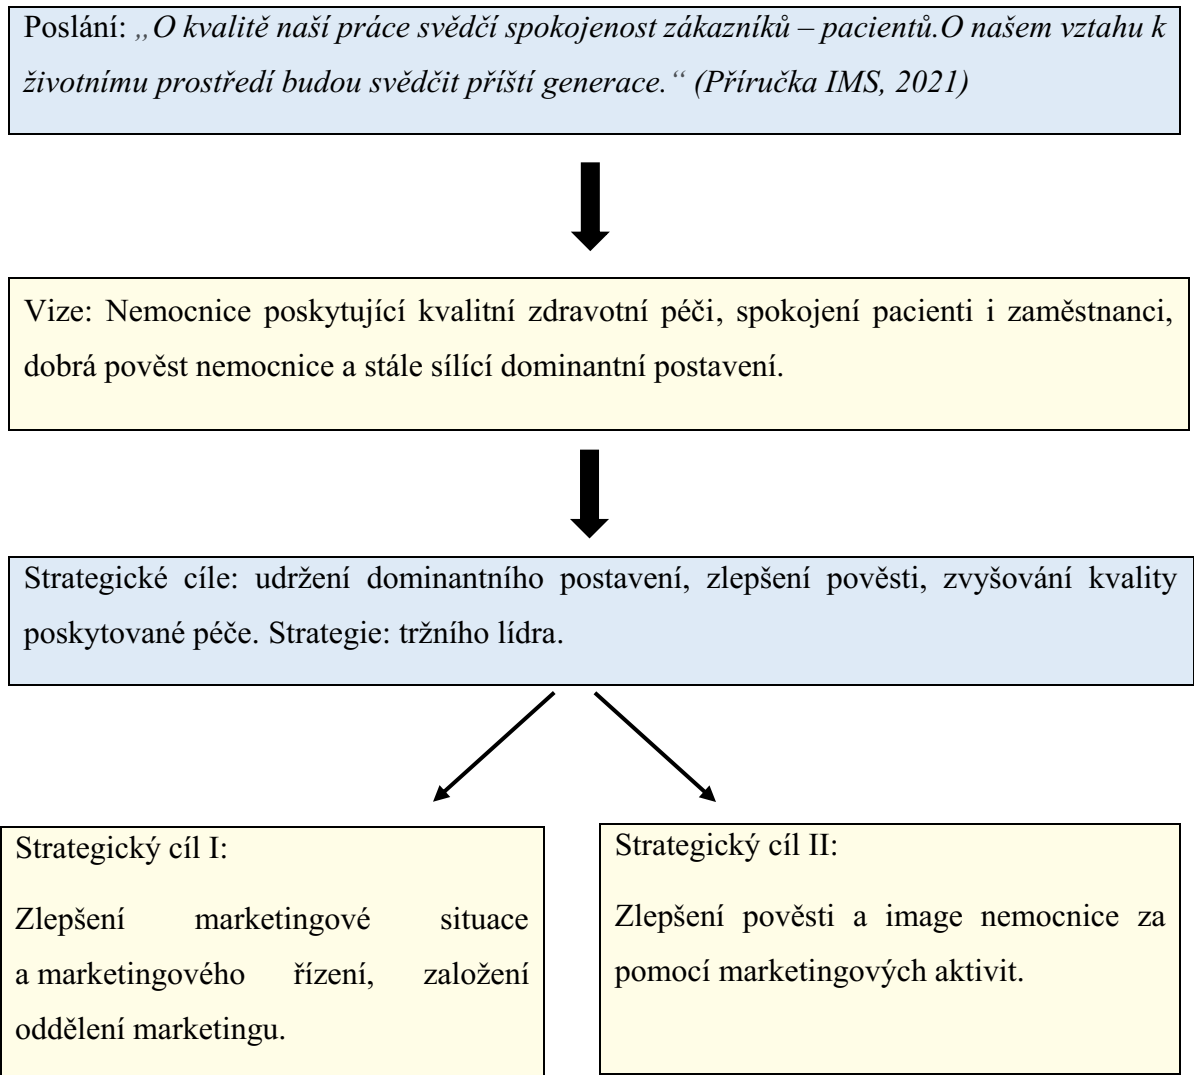 Poslání: „O kvalitě naší práce svědčí spokojenost zákazníků – pacientů.O našem vztahu k
životnímu prostředí budou svědčit příští generace.“ (Příručka IMS, 2021)
Vize: Nemocnice poskytující kvalitní zdravotní péči, spokojení pacienti i zaměstnanci,
dobrá pověst nemocnice a stále sílící dominantní postavení.
Strategické cíle: udržení dominantního postavení, zlepšení pověsti, zvyšování kvality
poskytované péče. Strategie: tržního lídra.
Strategický cíl I:
Zlepšení marketingové situace
a marketingového řízení, založení
oddělení marketingu.
Strategický cíl II:
Zlepšení pověsti a image nemocnice za
pomocí marketingových aktivit.